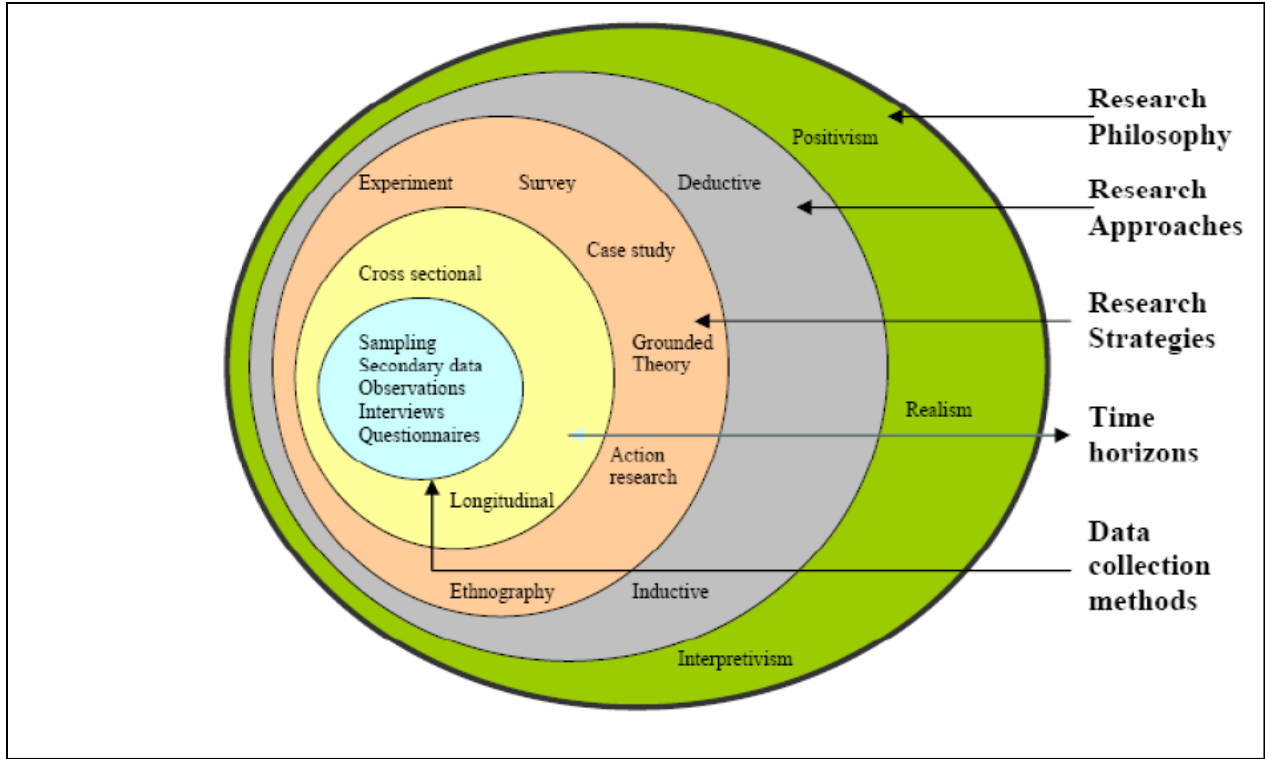 Research
Philosophy
Positivism
Experiment
Survey
Deductive
Research
Approaches
Case study
Cross sectional
Research
Strategies
Sampling
Secondary data
Observations
Interviews
Questionnaires
Grounded
Theory
Realism
Time
horizons
Action
research
Longitudinal
Data
collection
methods
Ethnography
Inductive
Interpretivism